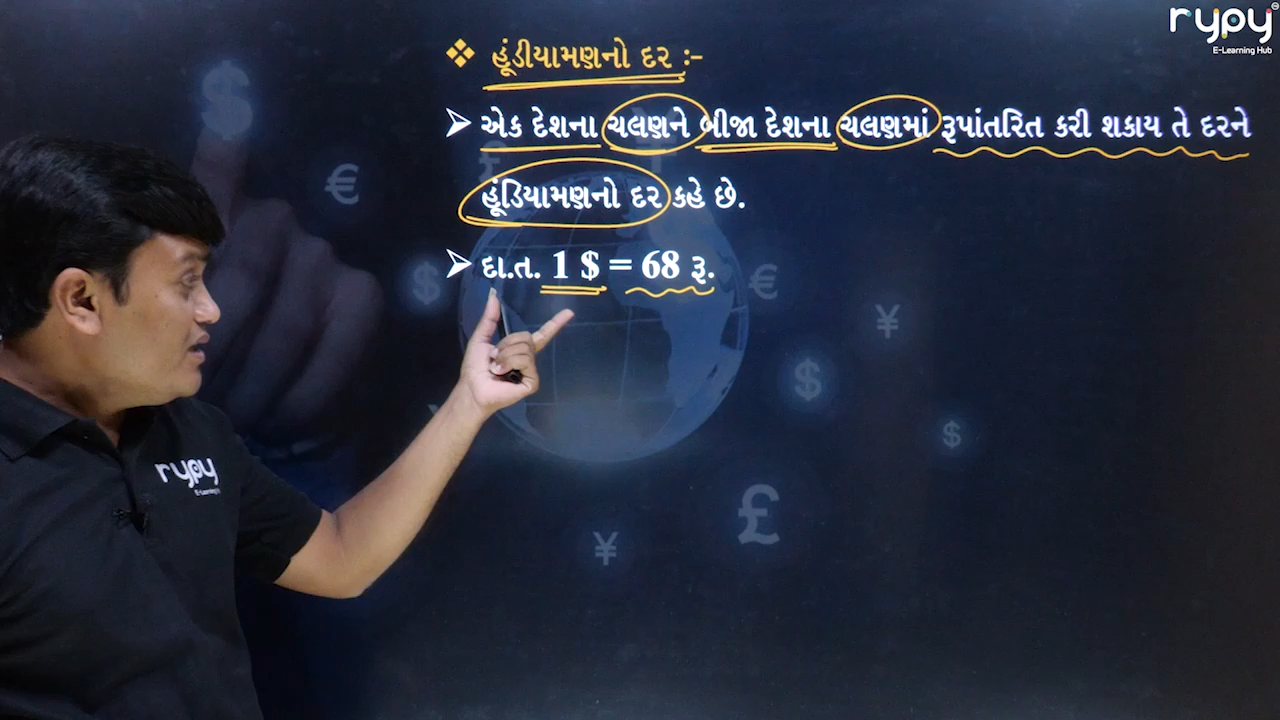 rypy
E-Learning Hub
❖ હૂંડીયામણનો દર :-
➤ એક દેશના ચલણને બીજા દેશના ચલણમાં રૂપાંતરિત કરી શકાય તે દરને
હૂંડિયામણનો દર કહે છે.
➤ દા.ત. 1 $ = 68 રૂ.
rypy
E-Learning